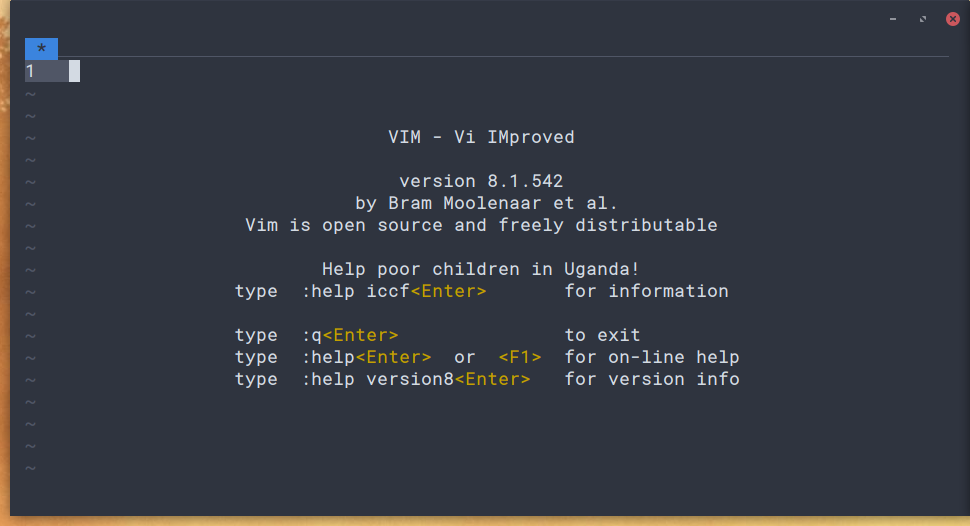 *
1
~
~
~ VIM - Vi IMproved
~
~ version 8.1.542
~ by Bram Moolenaar et al.
~ Vim is open source and freely distributable
~
~ Help poor children in Uganda!
~ type :help iccf<Enter> for information
~
~ type :q<Enter> to exit
~ type :help<Enter> or <F1> for on-line help
~ type :help version8<Enter> for version info
~
~
~
~